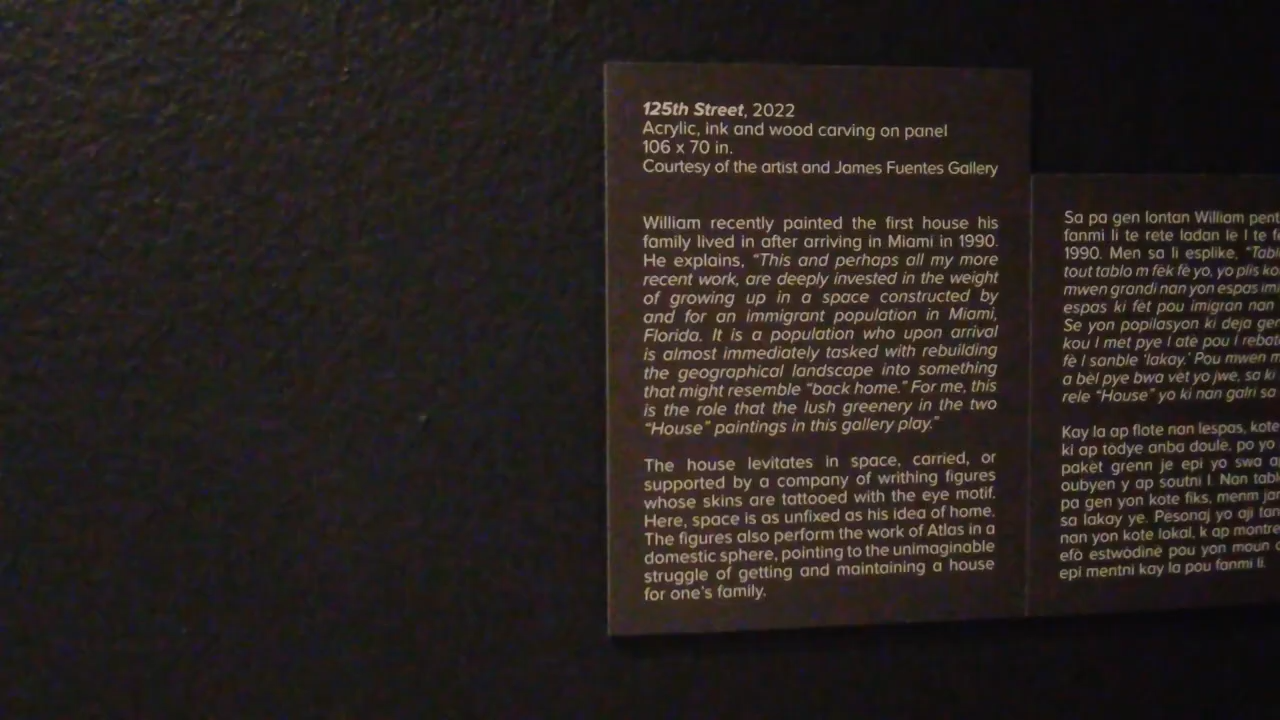 125th Street, 2022
Acrylic, ink and wood carving on panel
106 x 70 in.
Courtesy of the artist and James Fuentes Gallery
William recently painted the first house his
family lived in after arriving in Miami in 1990.
He explains, “This and perhaps all my more
recent work, are deeply invested in the weight
of growing up in a space constructed by
and for an immigrant population in Miami,
Florida. It is a population who upon arrival
is almost immediately tasked with rebuilding
the geographical landscape into something
that might resemble “back home.” For me, this
is the role that the lush greenery in the two
“House” paintings in this gallery play.”
The house levitates in space, carried, or
supported by a company of writhing figures
whose skins are tattooed with the eye motif.
Here, space is as unfixed as his idea of home.
The figures also perform the work of Atlas in a
domestic sphere, pointing to the unimaginable
struggle of getting and maintaining a house
for one’s family.
Sa pa gen lontan William pent
fanmi li te rete ladan le l te
1990. Men sa li esplike, “Tabl
tout tablo m fek fè yo, yo plis
mwen grandi nan yon espas
espas ki fèt pou imigran nan
Se yon popilasyon ki deja
kou l met pye l atè pou l
fè l sanble ‘lakay.’ Pou mwen
a bèl pye bwa vèt yo jwe, sa ki
rele “House” yo ki nan galri sa
Kay la ap flote nan lespas, kote
ki ap tòdye anba doule, po yo
pakèt grenn je epi yo swa
oubyen y ap soutni l. Nan
pa gen yon kote fiks, menm
sa lakay ye. Pèsonaj yo aji
nan yon kote lokal, k ap
efò estwòdinè pou yon moun
epi mentni kay la pou fanmi li.